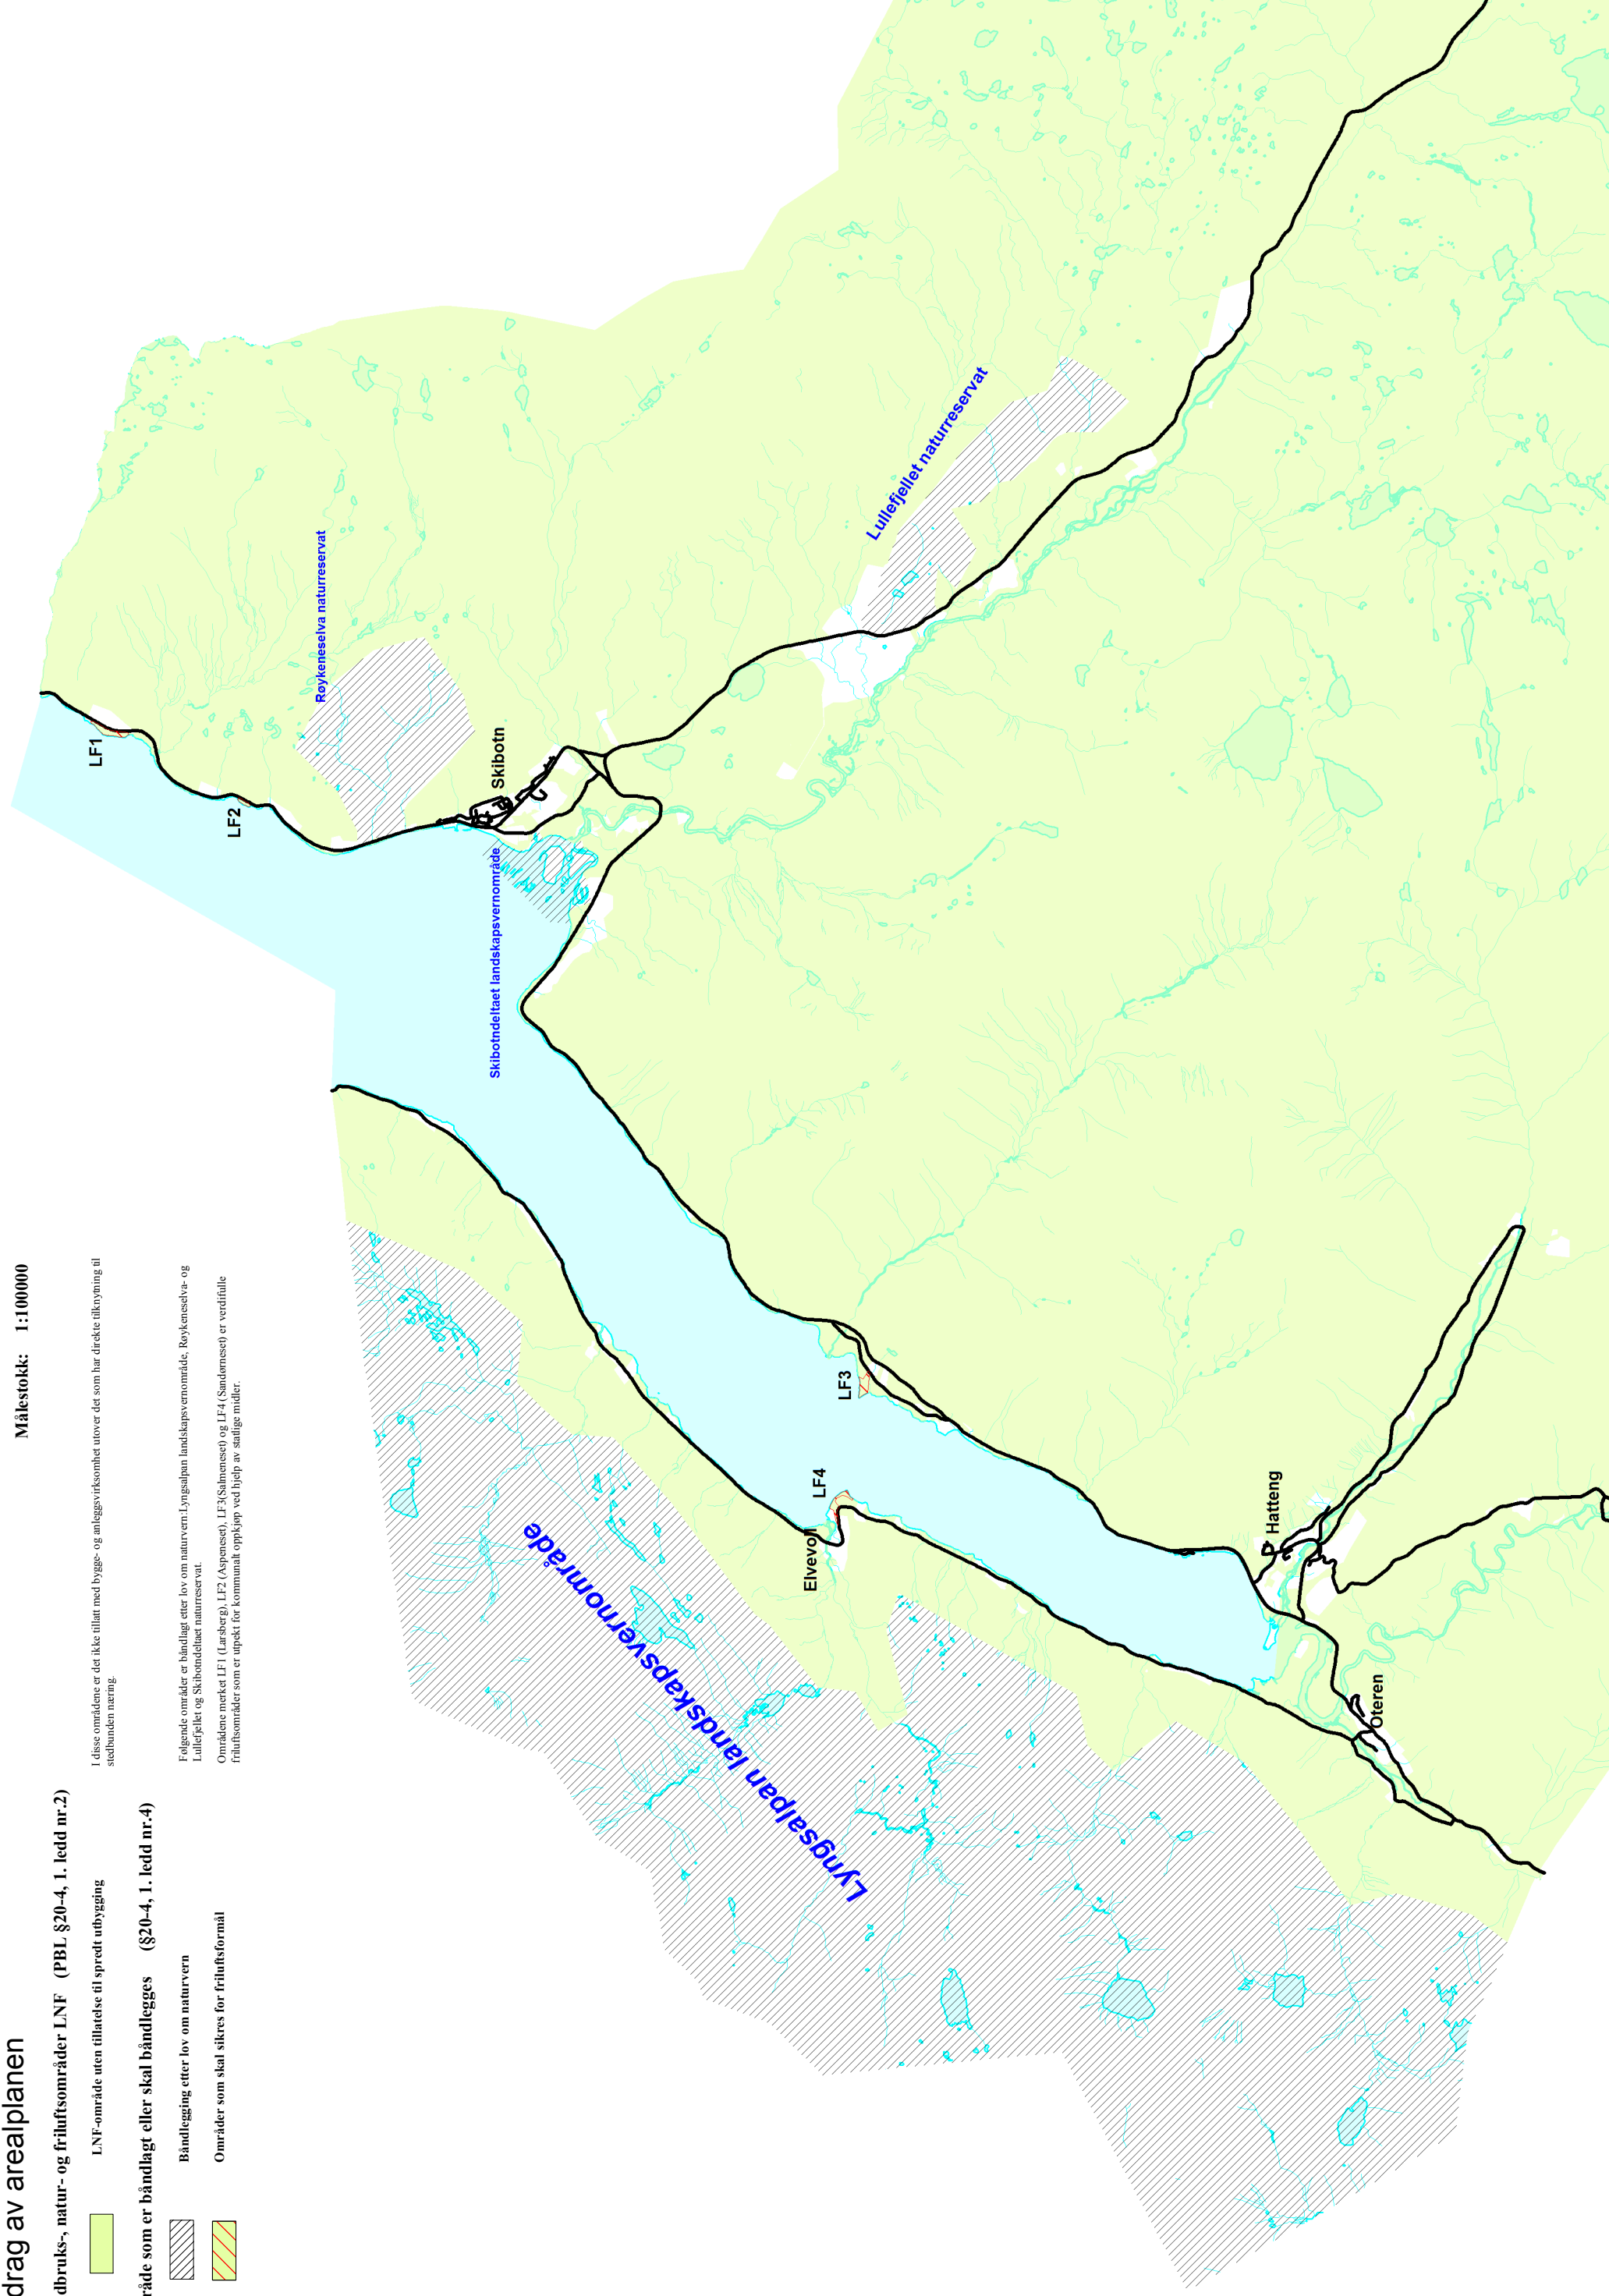 drag av arealplanen
Målestokk: 1:100000
dbruks-, natur- og friluftsområder LNF (PBL §20-4, 1. ledd nr.2)
LNF-område uten tillatelse til spredt utbygging
I disse områdene er det ikke tillatt med bygge- og anleggsvirksomhet utover det som har direkte tilknytning til
stedbunden næring.
råde som er båndlagt eller skal båndlegges (§20-4, 1. ledd nr.4)
Båndlegging etter lov om naturvern
Følgende områder er båndlagt etter lov om naturvern:Lyngsalpan landskapsvernområde, Røykeneselva- og
Lullefjellet og Skibotndeltaet naturreservat.
Områder som skal sikres for friluftsformål
Områdene merket LF1 (Larsberg), LF2 (Aspeneset), LF3(Salmeneset) og LF4 (Sandørneset) er verdifulle
friluftsområder som er utpekt for kommunalt oppkjøp ved hjelp av statlige midler.
LF1
LF2
Røykeneselva naturreservat
Skibotn
Skibotndeltaet landskapsvernområde
Lullefjellet naturreservat
Lyngsalpan landskapsvernområde
Elvevoll
LF4
LF3
Hatteng
Oteren